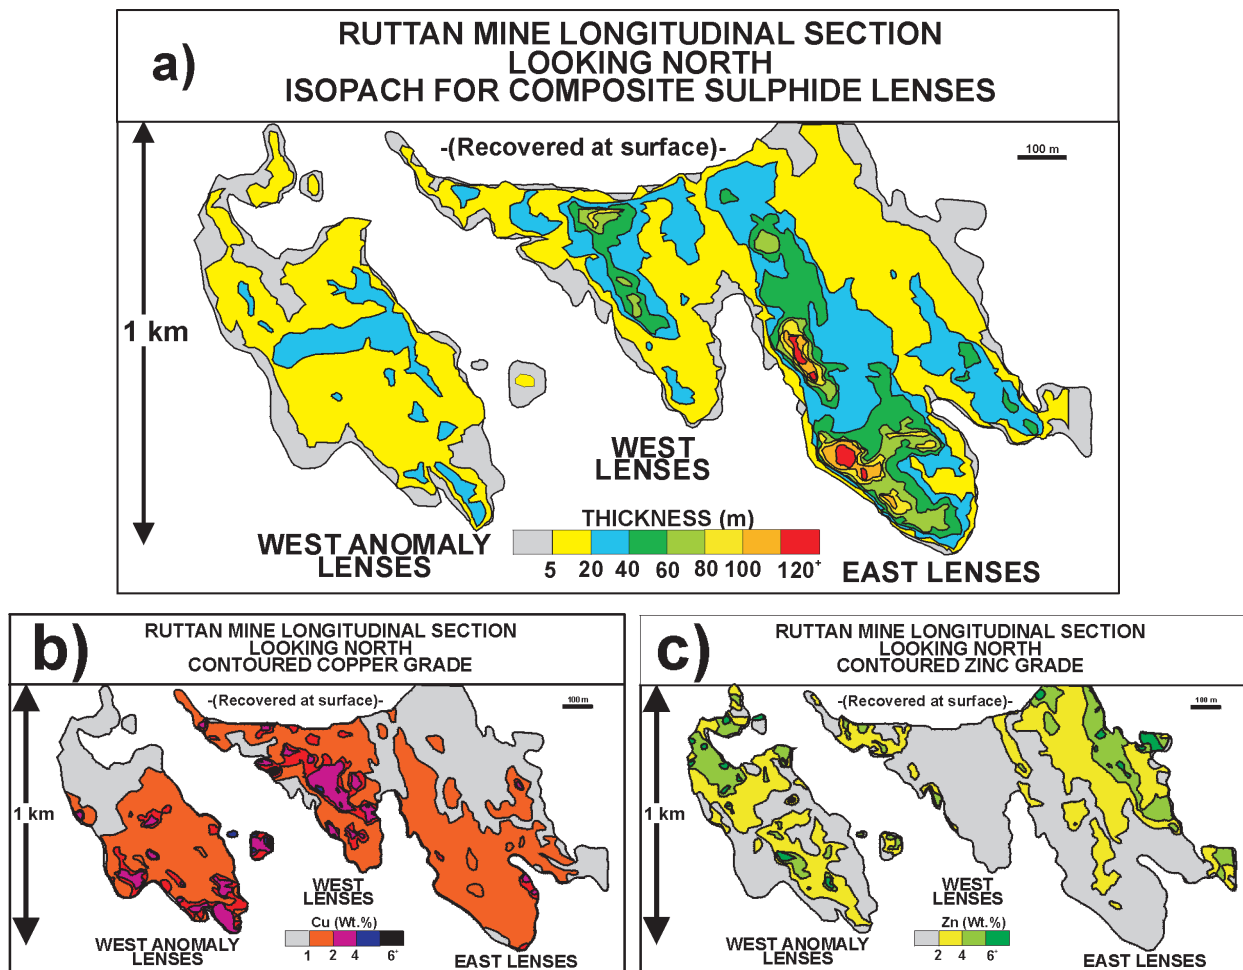 a)
RUTTAN MINE LONGITUDINAL SECTION
LOOKING NORTH
ISOPACH FOR COMPOSITE SULPHIDE LENSES
-(Recovered at surface)-
100 m
1 km
WEST
LENSES
WEST ANOMALY
LENSES
THICKNESS (m)
5 20 40 60 80 100 120+
EAST LENSES
b)
RUTTAN MINE LONGITUDINAL SECTION
LOOKING NORTH
CONTOURED COPPER GRADE
-(Recovered at surface)-
100 m
1 km
WEST
LENSES
Cu (Wt.%)
1 2 4 6+
WEST ANOMALY
LENSES
EAST LENSES
c)
RUTTAN MINE LONGITUDINAL SECTION
LOOKING NORTH
CONTOURED ZINC GRADE
-(Recovered at surface)-
100 m
1 km
WEST
LENSES
Zn (Wt.%)
2 4 6+
WEST ANOMALY
LENSES
EAST LENSES